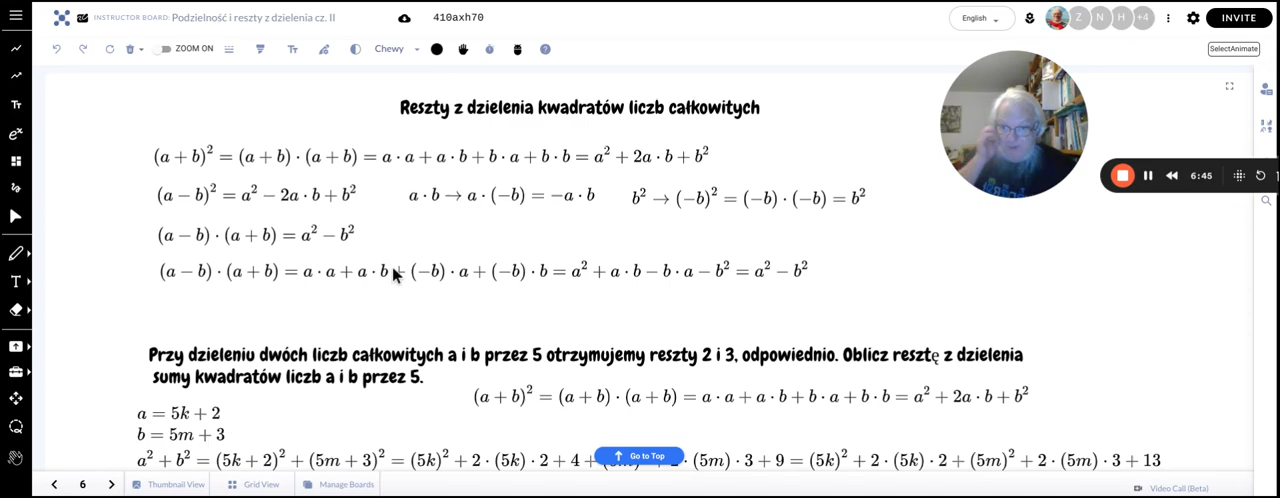 INSTRUCTOR BOARD: Podzielność i reszty z dzielenia cz. II
410axh70
English
Z N H +4
INVITE
ZOOM ON
Chewy
SelectAnimate
Reszty z dzielenia kwadratów liczb całkowitych
(a + b)² = (a + b) · (a + b) = a · a + a · b + b · a + b · b = a² + 2a · b + b²
(a − b)² = a² − 2a · b + b² a · b → a · (−b) = −a · b b² → (−b)² = (−b) · (−b) = b²
6:45
(a − b) · (a + b) = a² − b²
(a − b) · (a + b) = a · a + a · b + (−b) · a + (−b) · b = a² + a · b − b · a − b² = a² − b²
Przy dzieleniu dwóch liczb całkowitych a i b przez 5 otrzymujemy reszty 2 i 3, odpowiednio. Oblicz resztę z dzielenia
sumy kwadratów liczb a i b przez 5.
(a + b)² = (a + b) · (a + b) = a · a + a · b + b · a + b · b = a² + 2a · b + b²
a = 5k + 2
b = 5m + 3
a² + b² = (5k + 2)² + (5m + 3)² = (5k)² + 2 · (5k) · 2 + 4 + · (5m) · 3 + 9 = (5k)² + 2 · (5k) · 2 + (5m)² + 2 · (5m) · 3 + 13
Go to Top
6
Thumbnail View
Grid View
Manage Boards
Video Call (Beta)